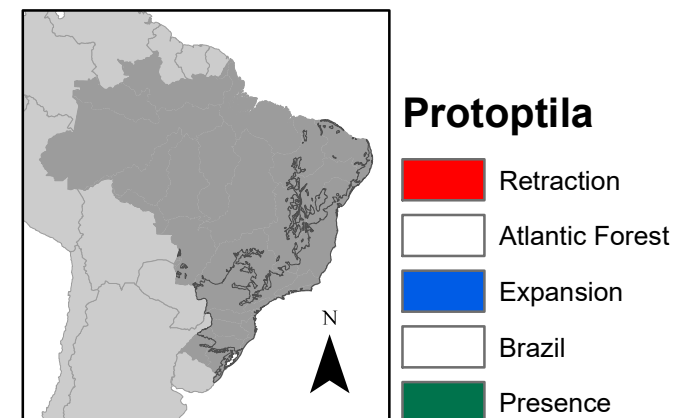 Protoptila
Retraction
Atlantic Forest
Expansion
Brazil
Presence
N